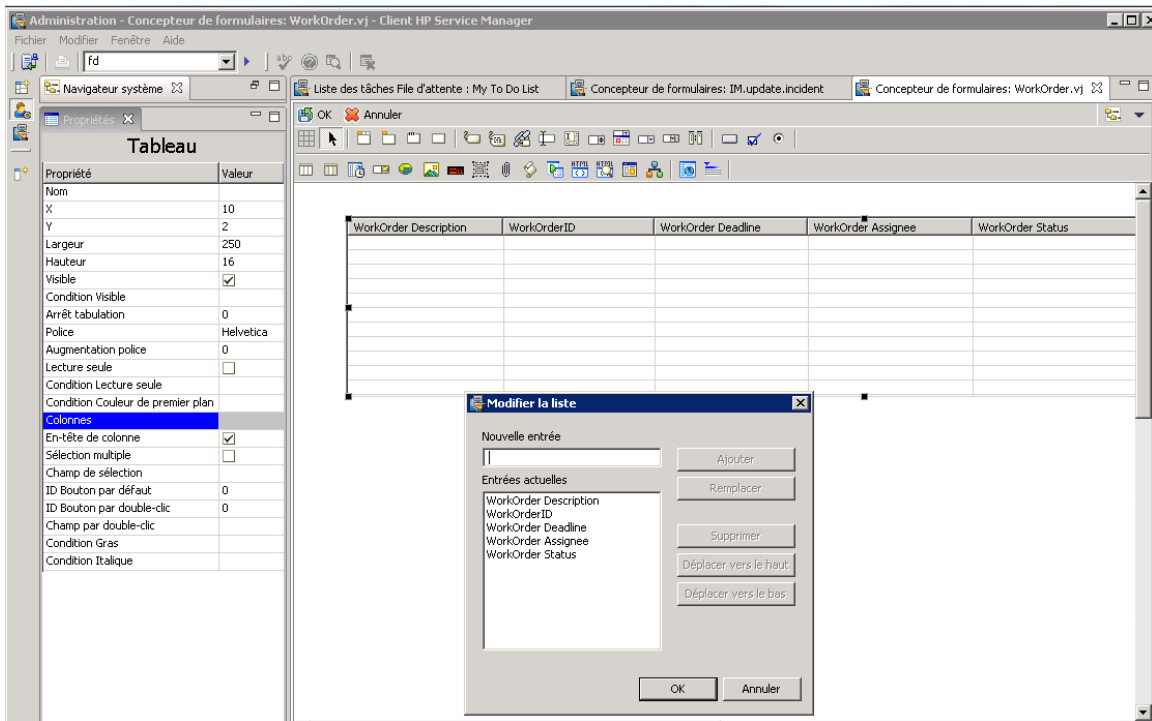 Administration - Concepteur de formulaires: WorkOrder.vj - Client HP Service Manager
Fichier Modifier Fenêtre Aide
fd
abc
Navigateur système
Liste des tâches File d'attente : My To Do List
Concepteur de formulaires: IM.update.incident
Concepteur de formulaires: WorkOrder.vj
OK Annuler
Propriétés
Tableau
Propriété Valeur
Nom
X 10
Y 2
Largeur 250
Hauteur 16
Visible
Condition Visible
Arrêt tabulation 0
Police Helvetica
Augmentation police 0
Lecture seule
Condition Lecture seule
Condition Couleur de premier plan
Colonnes
En-tête de colonne
Sélection multiple
Champ de sélection
ID Bouton par défaut 0
ID Bouton par double-clic 0
Champ par double-clic
Condition Gras
Condition Italique
HTML HTML
WorkOrder Description WorkOrderID WorkOrder Deadline WorkOrder Assignee WorkOrder Status
Modifier la liste
Nouvelle entrée
Ajouter
Entrées actuelles
Remplacer
WorkOrder Description
WorkOrderID
WorkOrder Deadline
WorkOrder Assignee
WorkOrder Status
Supprimer
Déplacer vers le haut
Déplacer vers le bas
OK Annuler